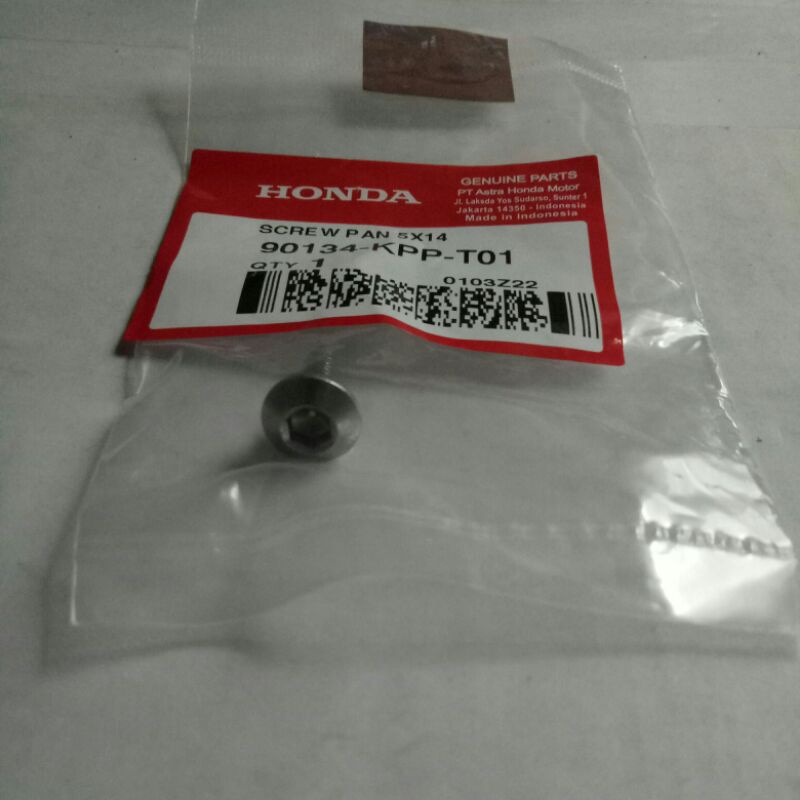 HONDA
GENUINE PARTS
PT Astra Honda Motor
Jl. Laksda Yos Sudarso, Sunter 1
Jakarta 14350 - Indonesia
Made in Indonesia
SCREW PAN 5X14
90134-KPP-T01
QTY 1
0103Z22